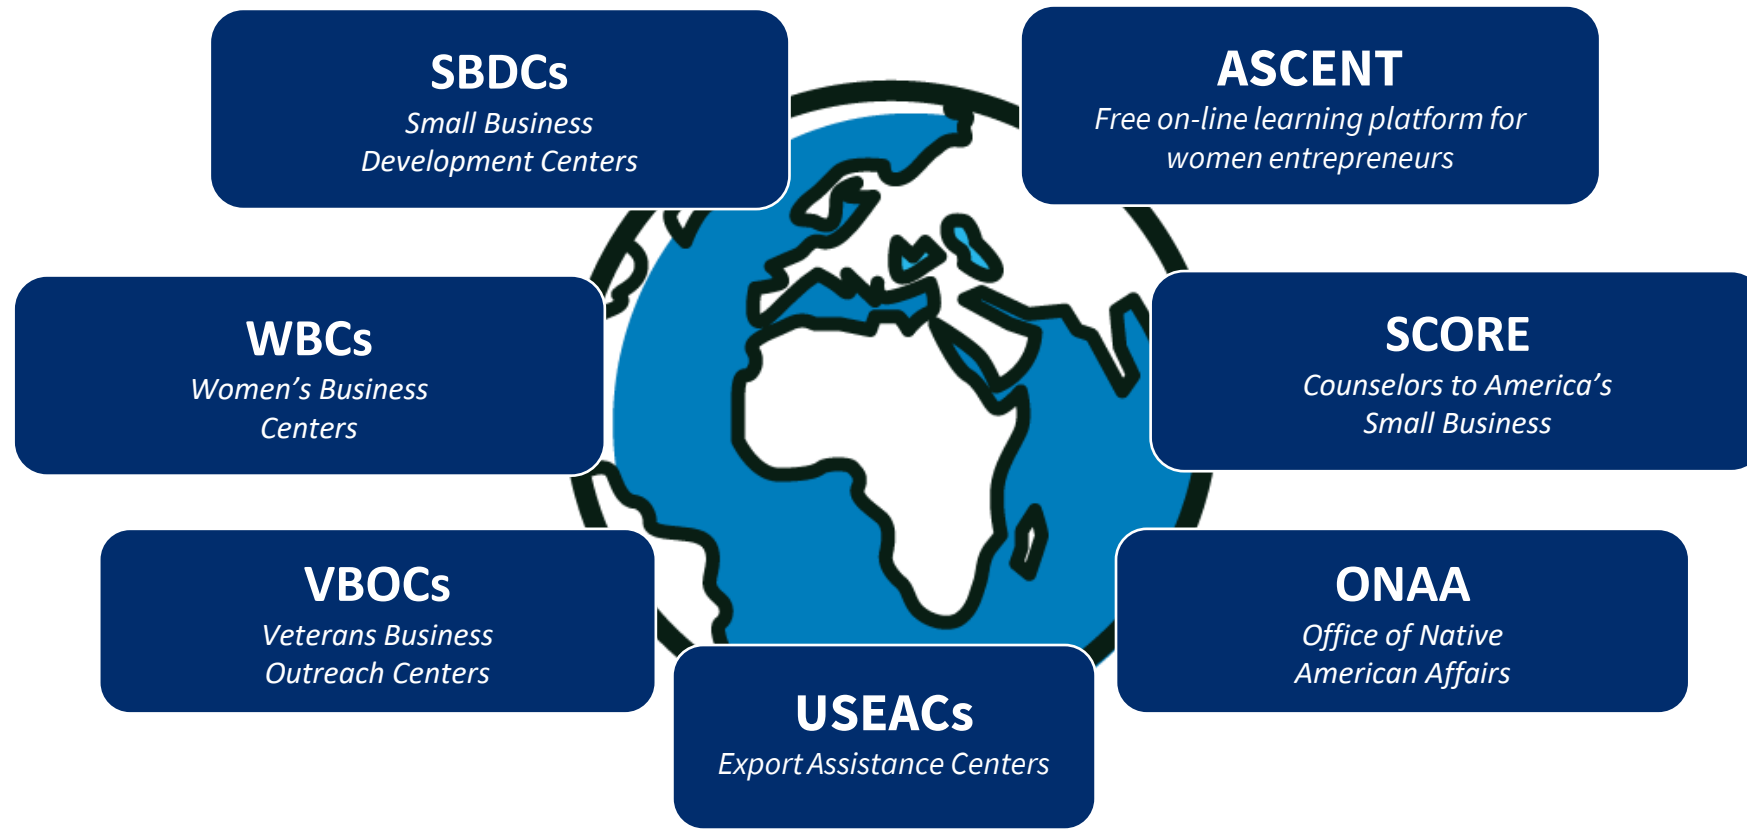 SBDCs
Small Business
Development Centers
ASCENT
Free on-line learning platform for
women entrepreneurs
WBCs
Women’s Business
Centers
SCORE
Counselors to America’s
Small Business
VBOCs
Veterans Business
Outreach Centers
ONAA
Office of Native
American Affairs
USEACs
Export Assistance Centers